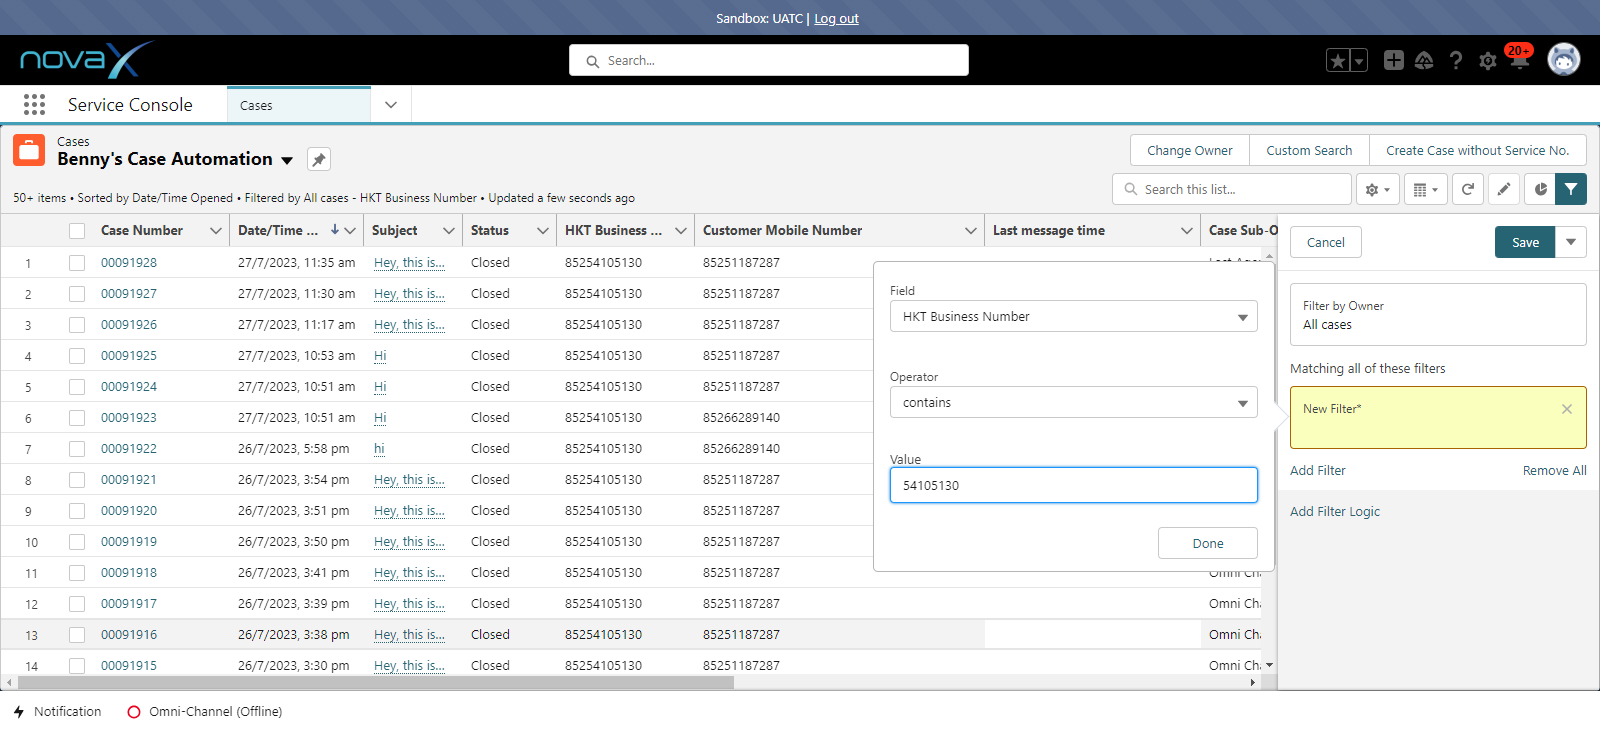 Sandbox: UATC | Log out
novaX
Search...
20+
Service Console
Cases
Cases
Benny's Case Automation
Change Owner
Custom Search
Create Case without Service No.
50+ items • Sorted by Date/Time Opened • Filtered by All cases - HKT Business Number • Updated a few seconds ago
Search this list...
Case Number Date/Time ... Subject Status HKT Business ... Customer Mobile Number Last message time Case Sub-O
1 00091928 27/7/2023, 11:35 am Hey, this is... Closed 85254105130 85251187287
2 00091927 27/7/2023, 11:30 am Hey, this is... Closed 85254105130 85251187287
3 00091926 27/7/2023, 11:17 am Hey, this is... Closed 85254105130 85251187287
4 00091925 27/7/2023, 10:53 am Hi Closed 85254105130 85251187287
5 00091924 27/7/2023, 10:51 am Hi Closed 85254105130 85251187287
6 00091923 27/7/2023, 10:51 am Hi Closed 85254105130 85266289140
7 00091922 26/7/2023, 5:58 pm hi Closed 85254105130 85266289140
8 00091921 26/7/2023, 3:54 pm Hey, this is... Closed 85254105130 85251187287
9 00091920 26/7/2023, 3:51 pm Hey, this is... Closed 85254105130 85251187287
10 00091919 26/7/2023, 3:50 pm Hey, this is... Closed 85254105130 85251187287
11 00091918 26/7/2023, 3:41 pm Hey, this is... Closed 85254105130 85251187287 Omni Cha
12 00091917 26/7/2023, 3:39 pm Hey, this is... Closed 85254105130 85251187287 Omni Cha
13 00091916 26/7/2023, 3:38 pm Hey, this is... Closed 85254105130 85251187287 Omni Cha
14 00091915 26/7/2023, 3:30 pm Hey, this is... Closed 85254105130 85251187287 Omni Cha
Field
HKT Business Number
Operator
contains
Value
54105130
Done
Cancel
Save
Filter by Owner
All cases
Matching all of these filters
New Filter*
Add Filter
Remove All
Add Filter Logic
Notification
Omni-Channel (Offline)